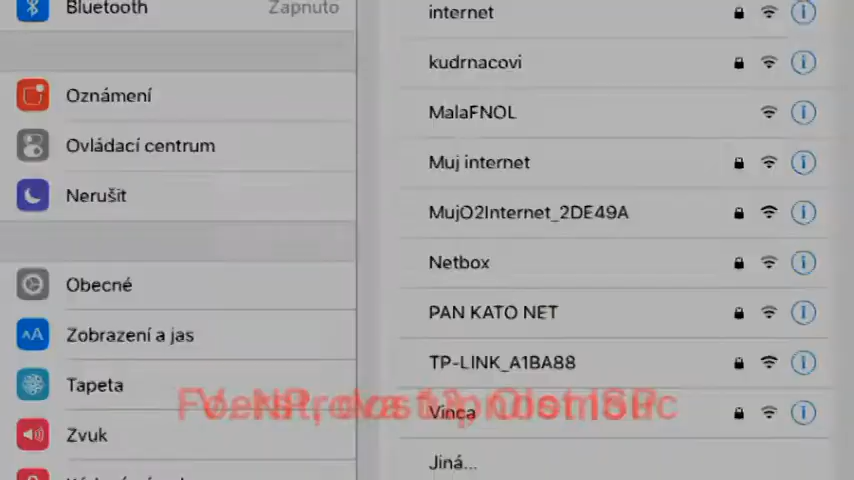 Bluetooth
Zapnuto
Oznámení
Ovládací centrum
Nerušit
Obecné
Zobrazení a jas
Tapeta
Zvuk
internet
kudrnacovi
MalaFNOL
Muj internet
MujO2Internet_2DE49A
Netbox
PAN KATO NET
TP-LINK_A1BA88
Vinca
Jiná...